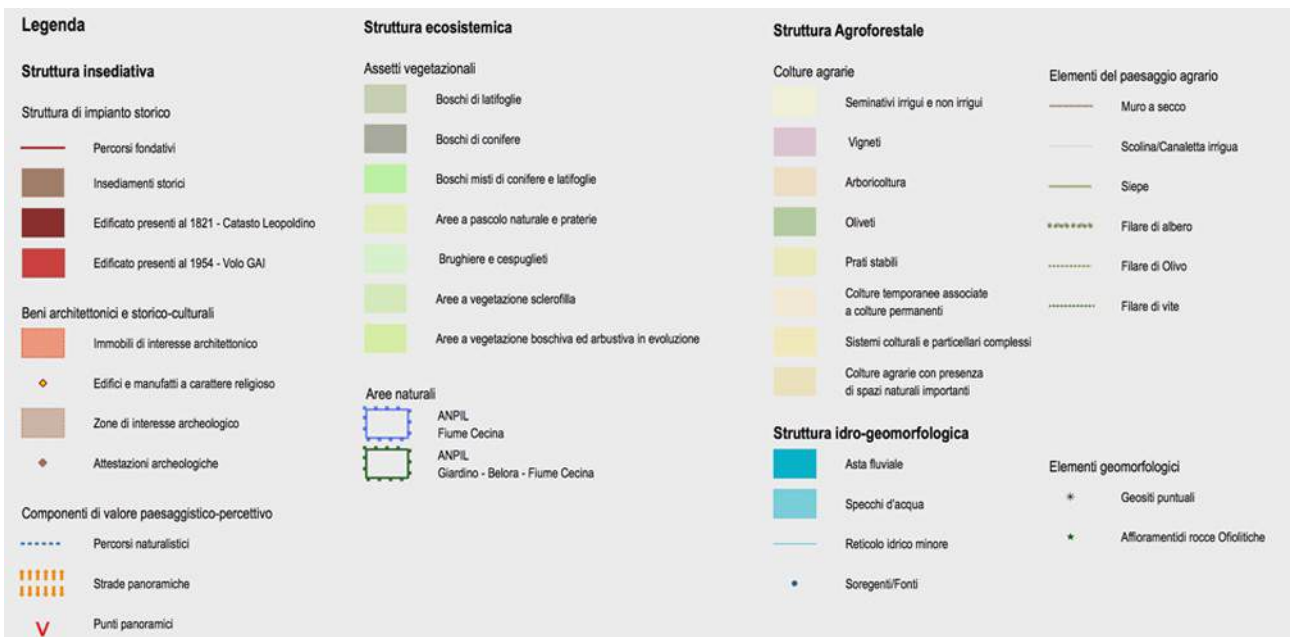 Legenda
Struttura insediativa
Struttura di impianto storico
Percorsi fondativi
Insediamenti storici
Edificato presenti al 1821 - Catasto Leopoldino
Edificato presenti al 1954 - Volo GAI
Beni architettonici e storico-culturali
Immobili di interesse architettonico
Edifici e manufatti a carattere religioso
Zone di interesse archeologico
Attestazioni archeologiche
Componenti di valore paesaggistico-percettivo
Percorsi naturalistici
Strade panoramiche
Punti panoramici
Struttura ecosistemica
Assetti vegetazionali
Boschi di latifoglie
Boschi di conifere
Boschi misti di conifere e latifoglie
Aree a pascolo naturale e praterie
Brughiere e cespuglieti
Aree a vegetazione sclerofilla
Aree a vegetazione boschiva ed arbustiva in evoluzione
Aree naturali
ANPIL
Fiume Cecina
ANPIL
Giardino - Belora - Fiume Cecina
Struttura Agroforestale
Colture agrarie
Seminativi irrigui e non irrigui
Vigneti
Arboricoltura
Oliveti
Prati stabili
Colture temporanee associate
a colture permanenti
Sistemi colturali e particellari complessi
Colture agrarie con presenza
di spazi naturali importanti
Elementi del paesaggio agrario
Muro a secco
Scolina/Canaletta irrigua
Siepe
Filare di albero
Filare di Olivo
Filare di vite
Struttura idro-geomorfologica
Asta fluviale
Specchi d'acqua
Reticolo idrico minore
Soregenti/Fonti
Elementi geomorfologici
Geositi puntuali
Affioramentidi rocce Ofiolitiche